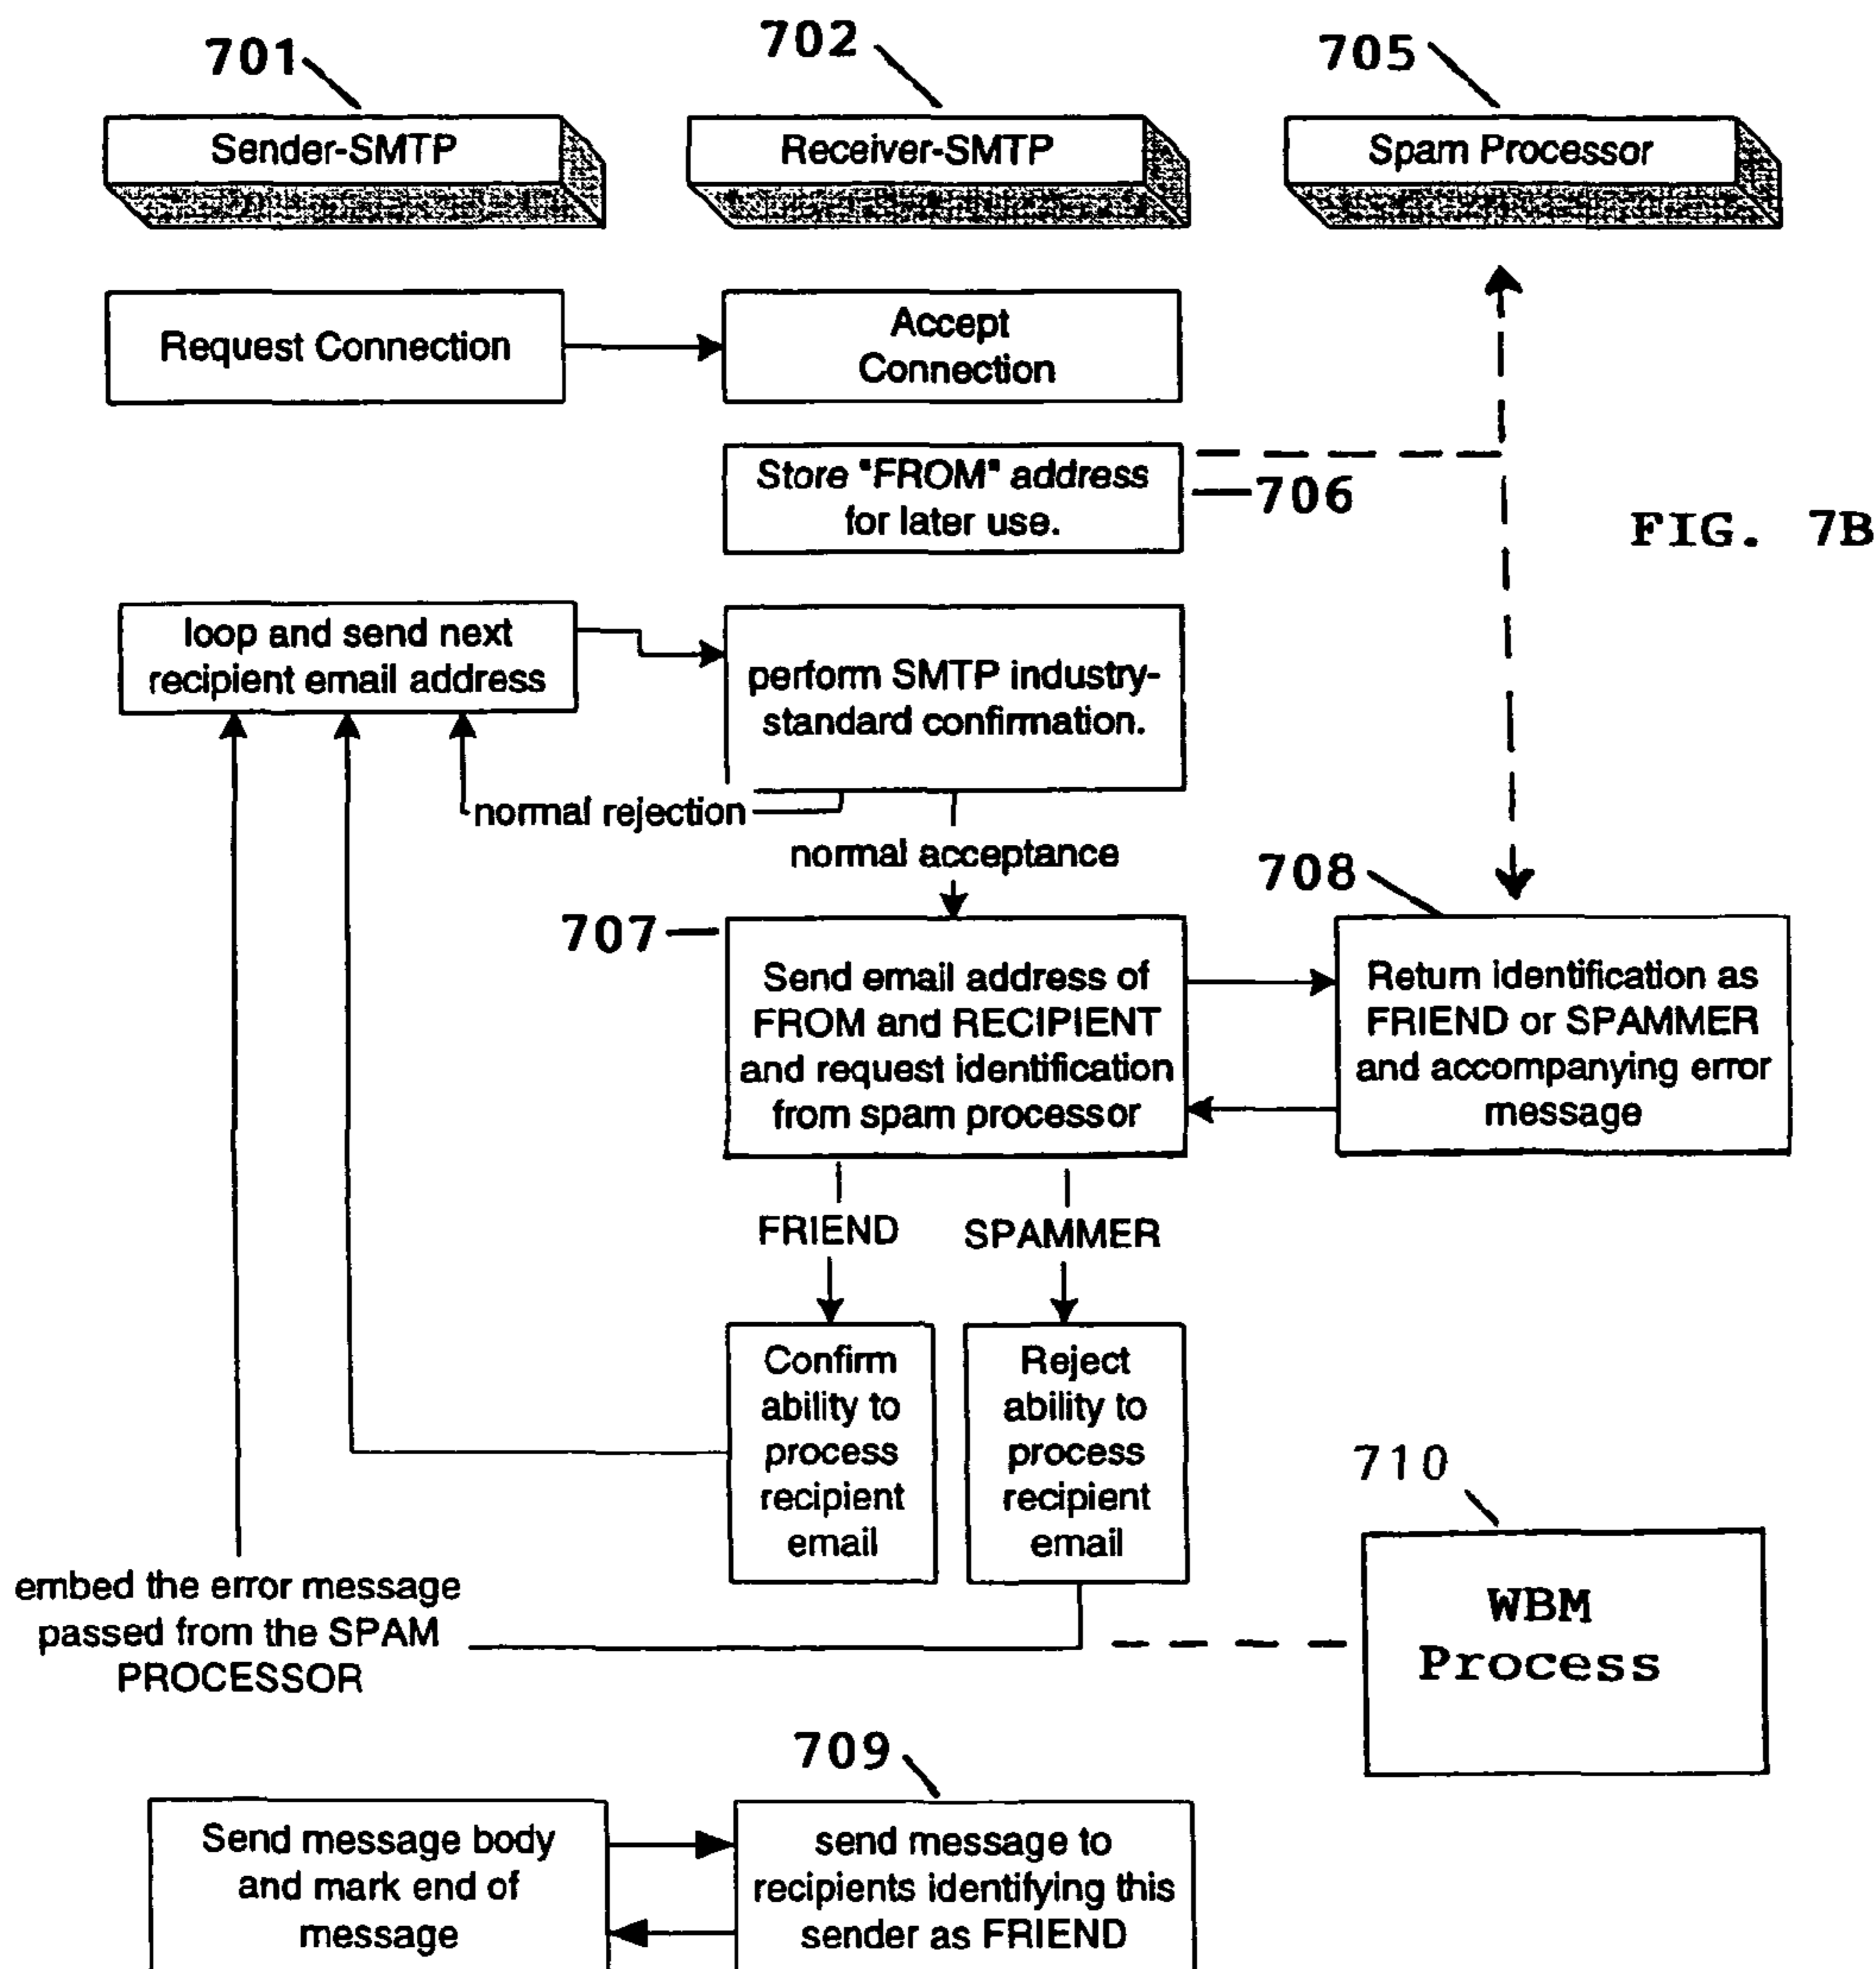 701
702
705
Sender-SMTP
Receiver-SMTP
Spam Processor
Request Connection
Accept
Connection
Store "FROM" address
for later use.
706
FIG. 7B
loop and send next
recipient email address
perform SMTP industry-
standard confirmation.
normal rejection
normal acceptance
708
707
Send email address of
FROM and RECIPIENT
and request identification
from spam processor
Return identification as
FRIEND or SPAMMER
and accompanying error
message
FRIEND
SPAMMER
Confirm
ability to
process
recipient
email
Reject
ability to
process
recipient
email
710
WBM
Process
embed the error message
passed from the SPAM
PROCESSOR
709
Send message body
and mark end of
message
send message to
recipients identifying this
sender as FRIEND